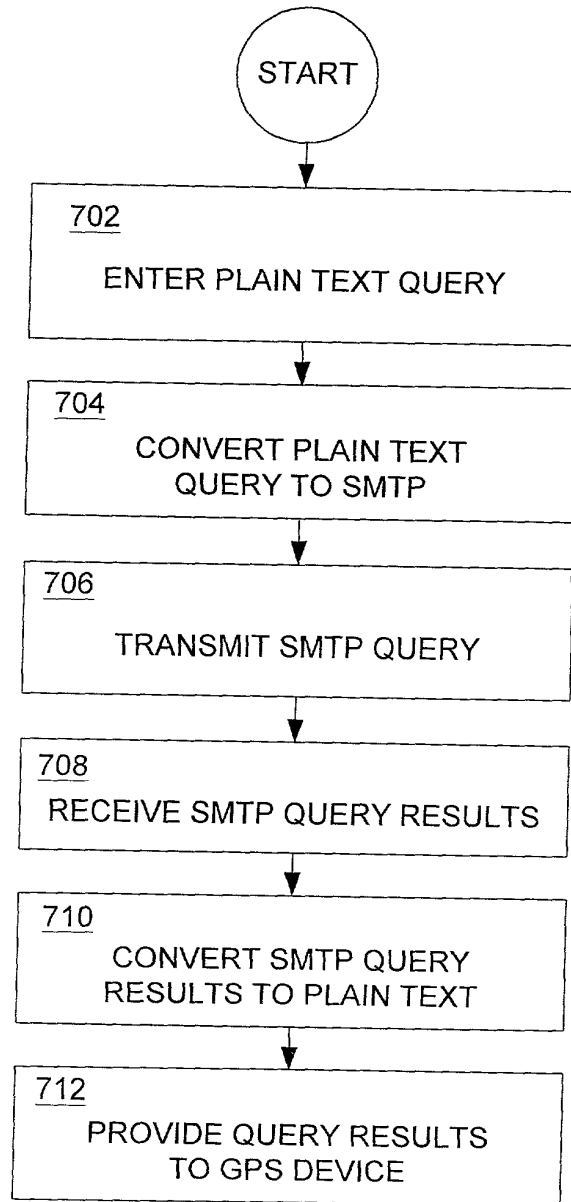 START
702
ENTER PLAIN TEXT QUERY
704
CONVERT PLAIN TEXT
QUERY TO SMTP
706
TRANSMIT SMTP QUERY
708
RECEIVE SMTP QUERY RESULTS
710
CONVERT SMTP QUERY
RESULTS TO PLAIN TEXT
712
PROVIDE QUERY RESULTS
TO GPS DEVICE